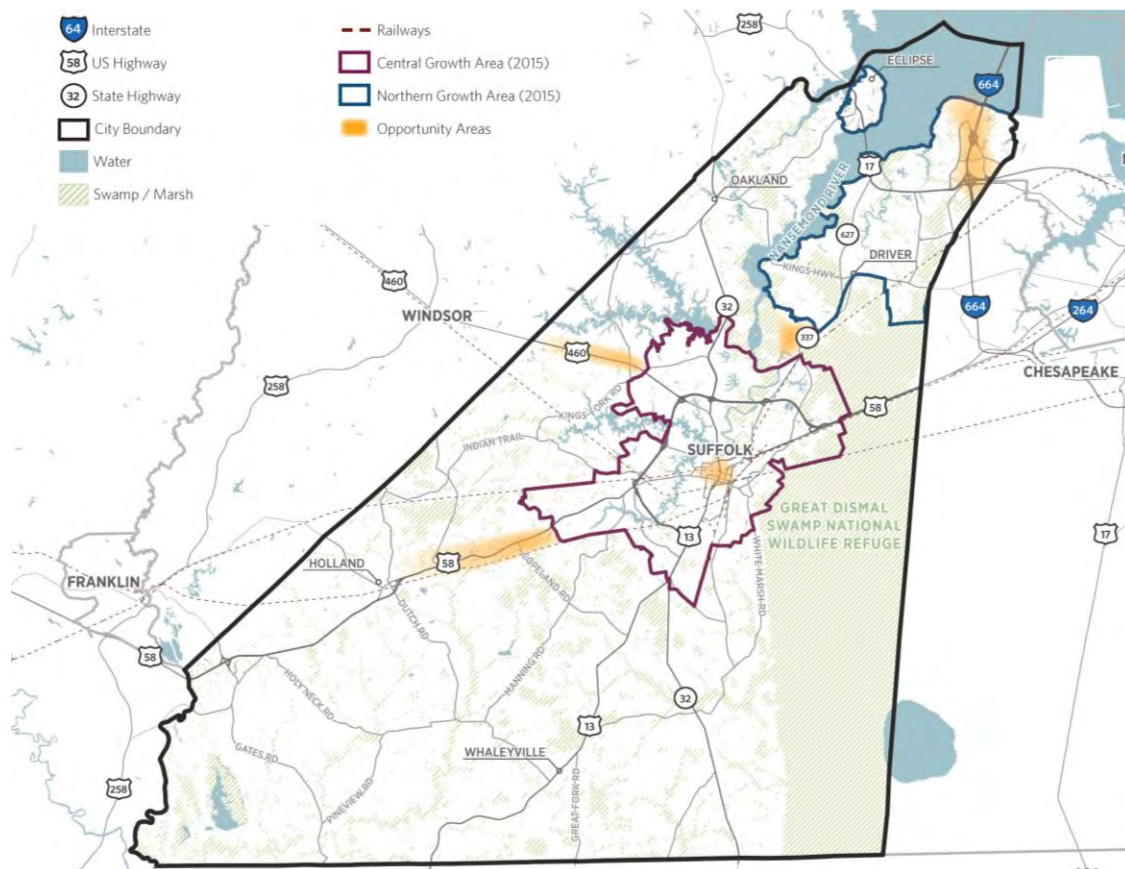 64 Interstate
58 US Highway
32 State Highway
City Boundary
Water
Swamp / Marsh
Railways
Central Growth Area (2015)
Northern Growth Area (2015)
Opportunity Areas
258
ECLIPSE
664
17
OAKLAND
NANSEMOND RIVER
627
DRIVER
KINGS HWY
460
WINDSOR
32
664
264
337
460
CHESAPEAKE
258
KINGS FORK RD
58
INDIAN TRAIL
SUFFOLK
GREAT DISMAL
SWAMP NATIONAL
WILDLIFE REFUGE
13
17
WHITE MARSH RD
58
HOLLAND
COPELAND RD
FRANKLIN
DUTCH RD
58
MANNING RD
HOLY NECK RD
32
13
GATES RD
WHALEYVILLE
258
PINEVIEW RD
GREAT FORK RD